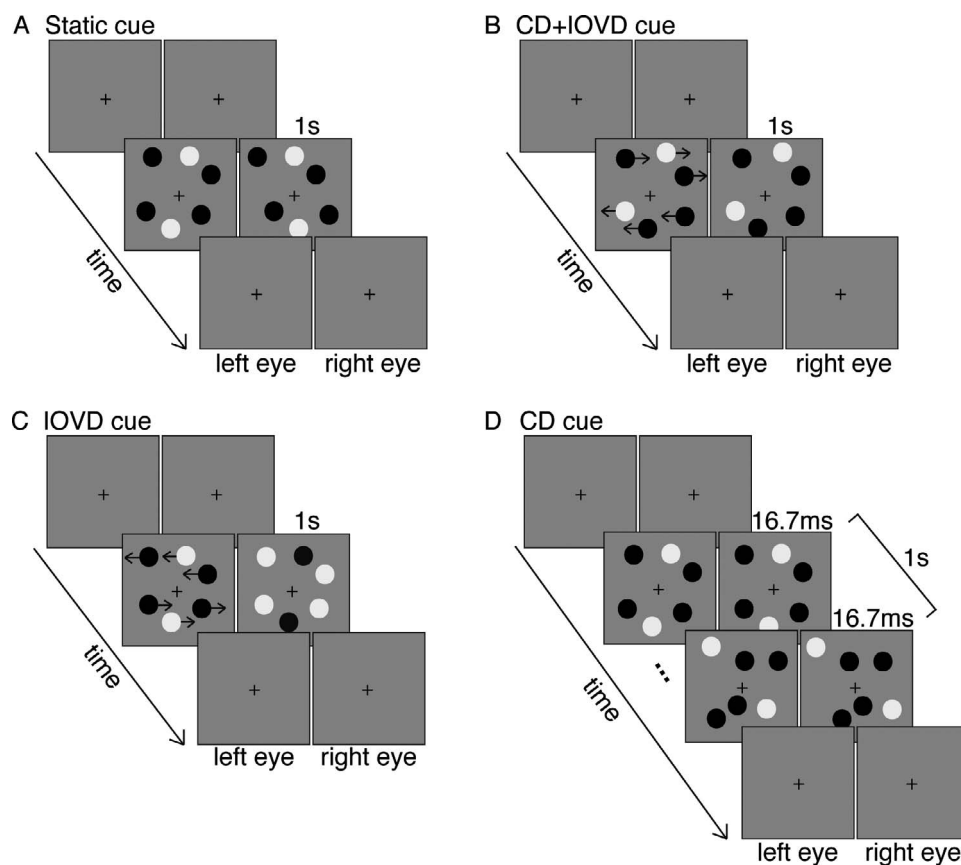 A Static cue
1s
time
left eye right eye
B CD+IOVD cue
1s
time
left eye right eye
C IOVD cue
1s
time
left eye right eye
D CD cue
16.7ms
1s
16.7ms
...
time
left eye right eye